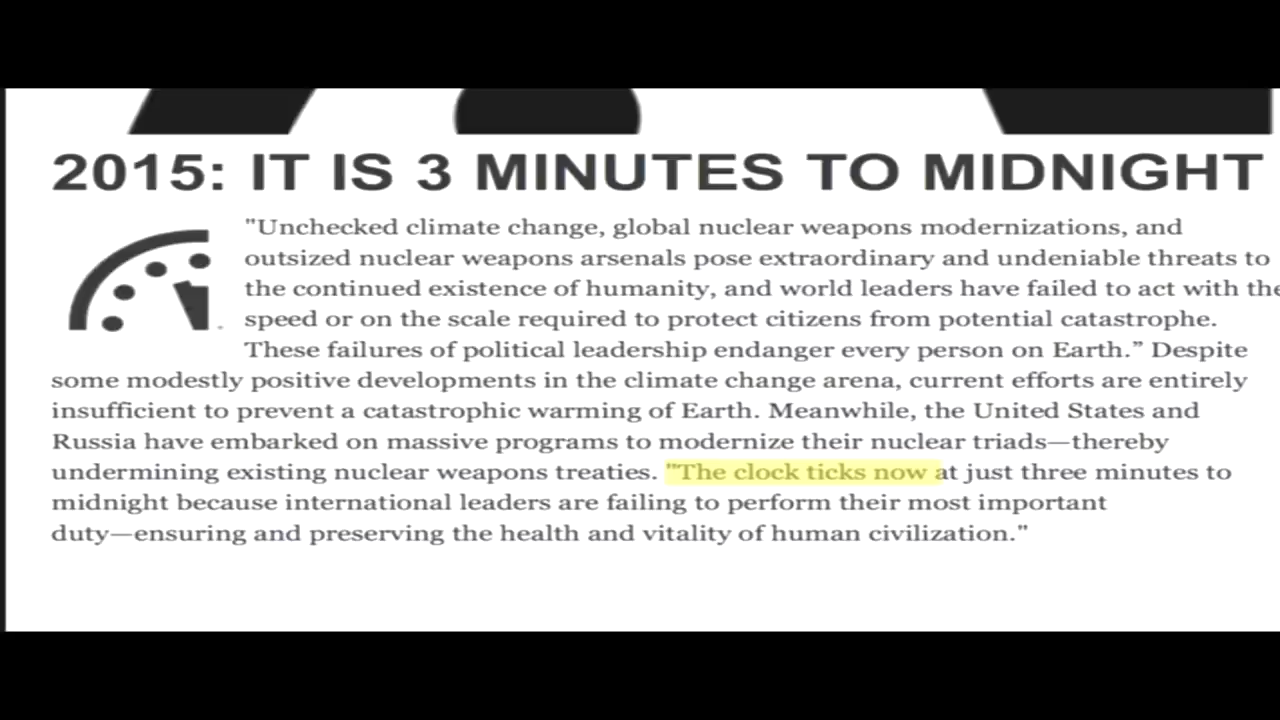 2015: IT IS 3 MINUTES TO MIDNIGHT
"Unchecked climate change, global nuclear weapons modernizations, and
outsized nuclear weapons arsenals pose extraordinary and undeniable threats to
the continued existence of humanity, and world leaders have failed to act with the
speed or on the scale required to protect citizens from potential catastrophe.
These failures of political leadership endanger every person on Earth.” Despite
some modestly positive developments in the climate change arena, current efforts are entirely
insufficient to prevent a catastrophic warming of Earth. Meanwhile, the United States and
Russia have embarked on massive programs to modernize their nuclear triads—thereby
undermining existing nuclear weapons treaties. "The clock ticks now at just three minutes to
midnight because international leaders are failing to perform their most important
duty—ensuring and preserving the health and vitality of human civilization."